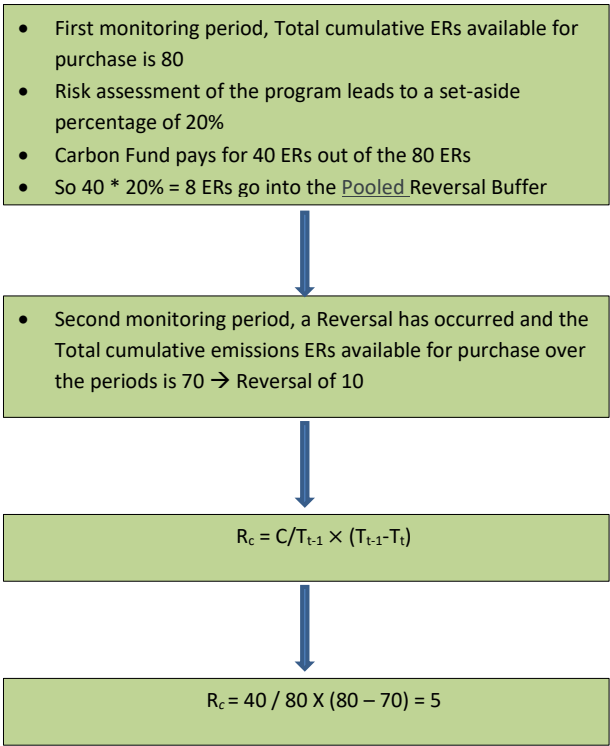 • First monitoring period, Total cumulative ERs available for
purchase is 80
• Risk assessment of the program leads to a set-aside
percentage of 20%
• Carbon Fund pays for 40 ERs out of the 80 ERs
• So 40 * 20% = 8 ERs go into the Pooled Reversal Buffer
• Second monitoring period, a Reversal has occurred and the
Total cumulative emissions ERs available for purchase over
the periods is 70 → Reversal of 10
Rc = C/Tt-1 × (Tt-1-Tt)
Rc = 40 / 80 X (80 – 70) = 5